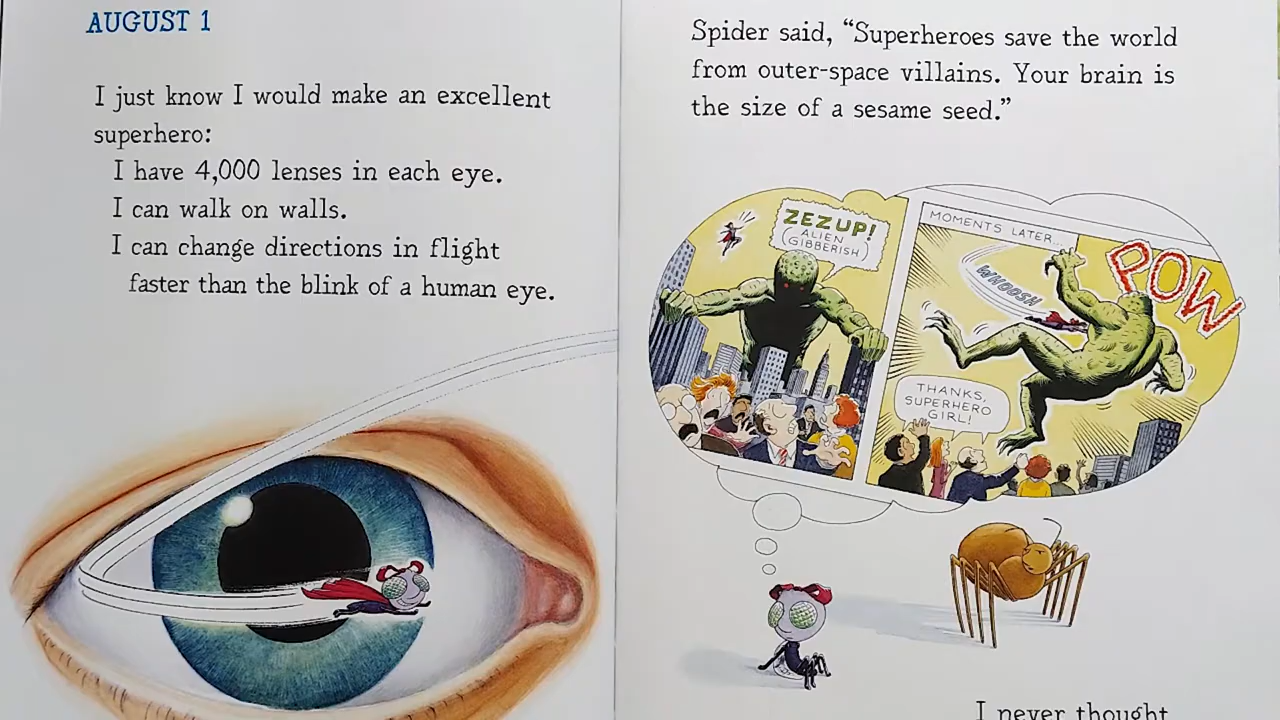 AUGUST 1
I just know I would make an excellent
superhero:
I have 4,000 lenses in each eye.
I can walk on walls.
I can change directions in flight
faster than the blink of a human eye.
Spider said, “Superheroes save the world
from outer-space villains. Your brain is
the size of a sesame seed.”
ZEZUP!
(ALIEN
GIBBERISH)
MOMENTS LATER...
WHOOSH
POW
THANKS,
SUPERHERO
GIRL!
I never thought